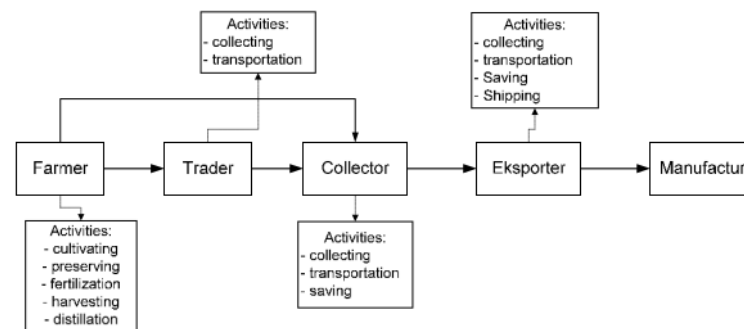 Activities:
- collecting
- transportation
Activities:
- collecting
- transportation
- Saving
- Shipping
Farmer
Trader
Collector
Eksporter
Manufactur
Activities:
- cultivating
- preserving
- fertilization
- harvesting
- distillation
Activities:
- collecting
- transportation
- saving